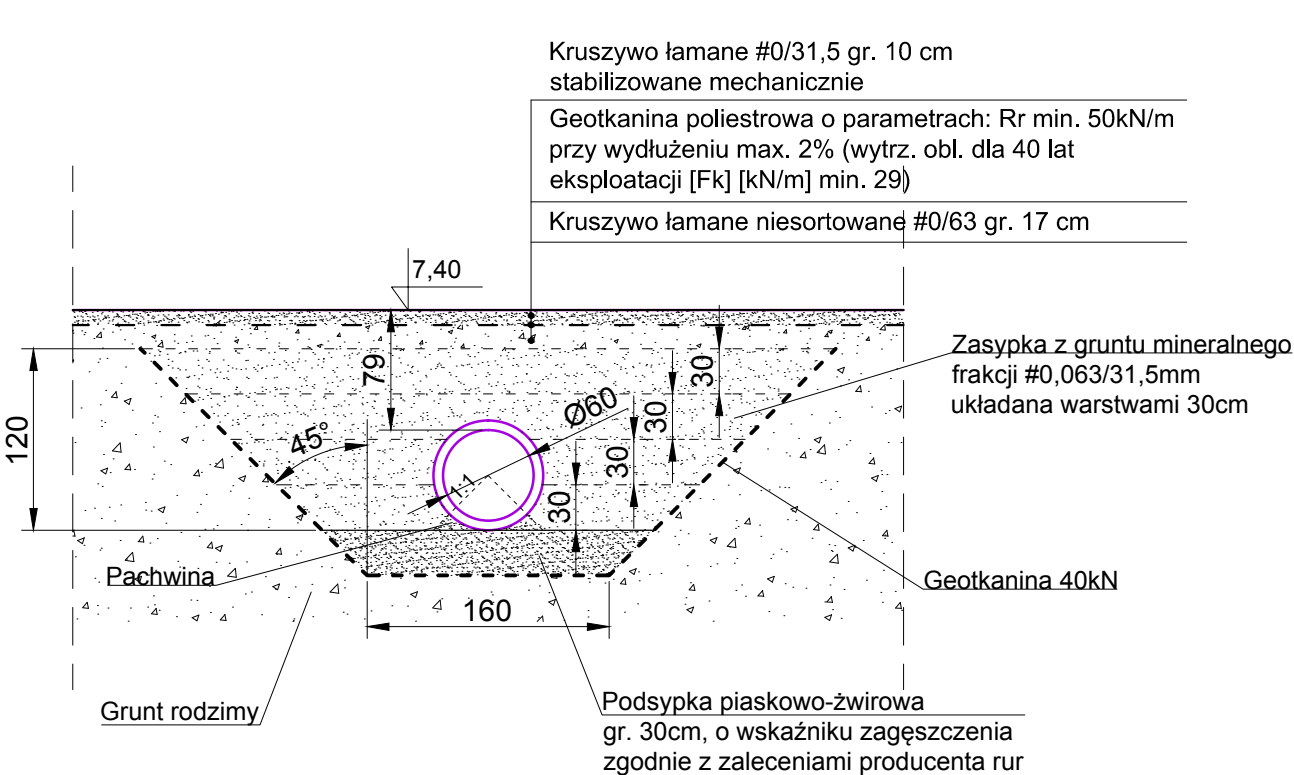 Kruszywo łamane #0/31,5 gr. 10 cm
stabilizowane mechanicznie
Geotkanina poliestrowa o parametrach: Rr min. 50kN/m
przy wydłużeniu max. 2% (wytrz. obl. dla 40 lat
eksploatacji [Fk] [kN/m] min. 29)
Kruszywo łamane niesortowane #0/63 gr. 17 cm
7,40
79
30
Zasypka z gruntu mineralnego
frakcji #0,063/31,5mm
układana warstwami 30cm
120
45°
Ø60
30
30
11
30
Pachwina
Geotkanina 40kN
160
Grunt rodzimy
Podsypka piaskowo-żwirowa
gr. 30cm, o wskaźniku zagęszczenia
zgodnie z zaleceniami producenta rur